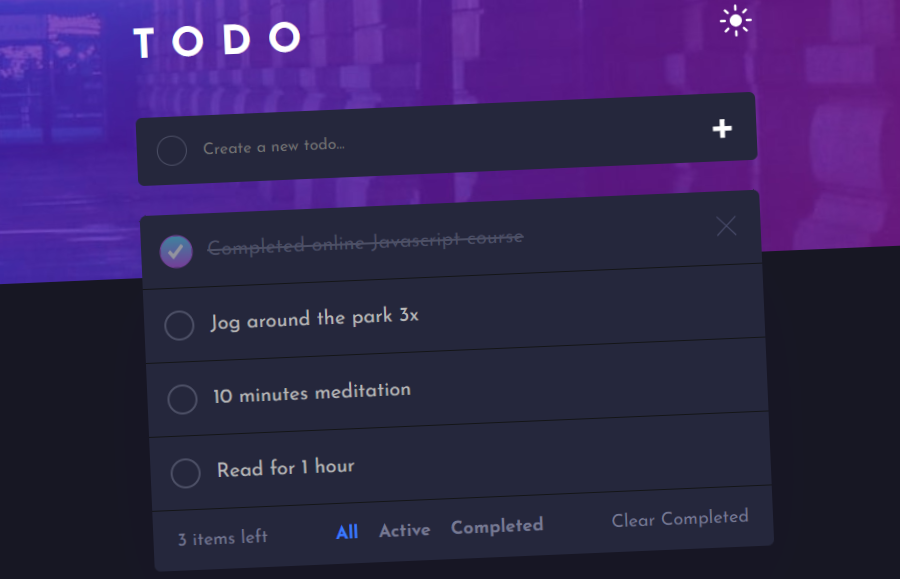 TODO
Create a new todo...
Completed online Javascript course
Jog around the park 3x
10 minutes meditation
Read for 1 hour
3 items left All Active Completed Clear Completed